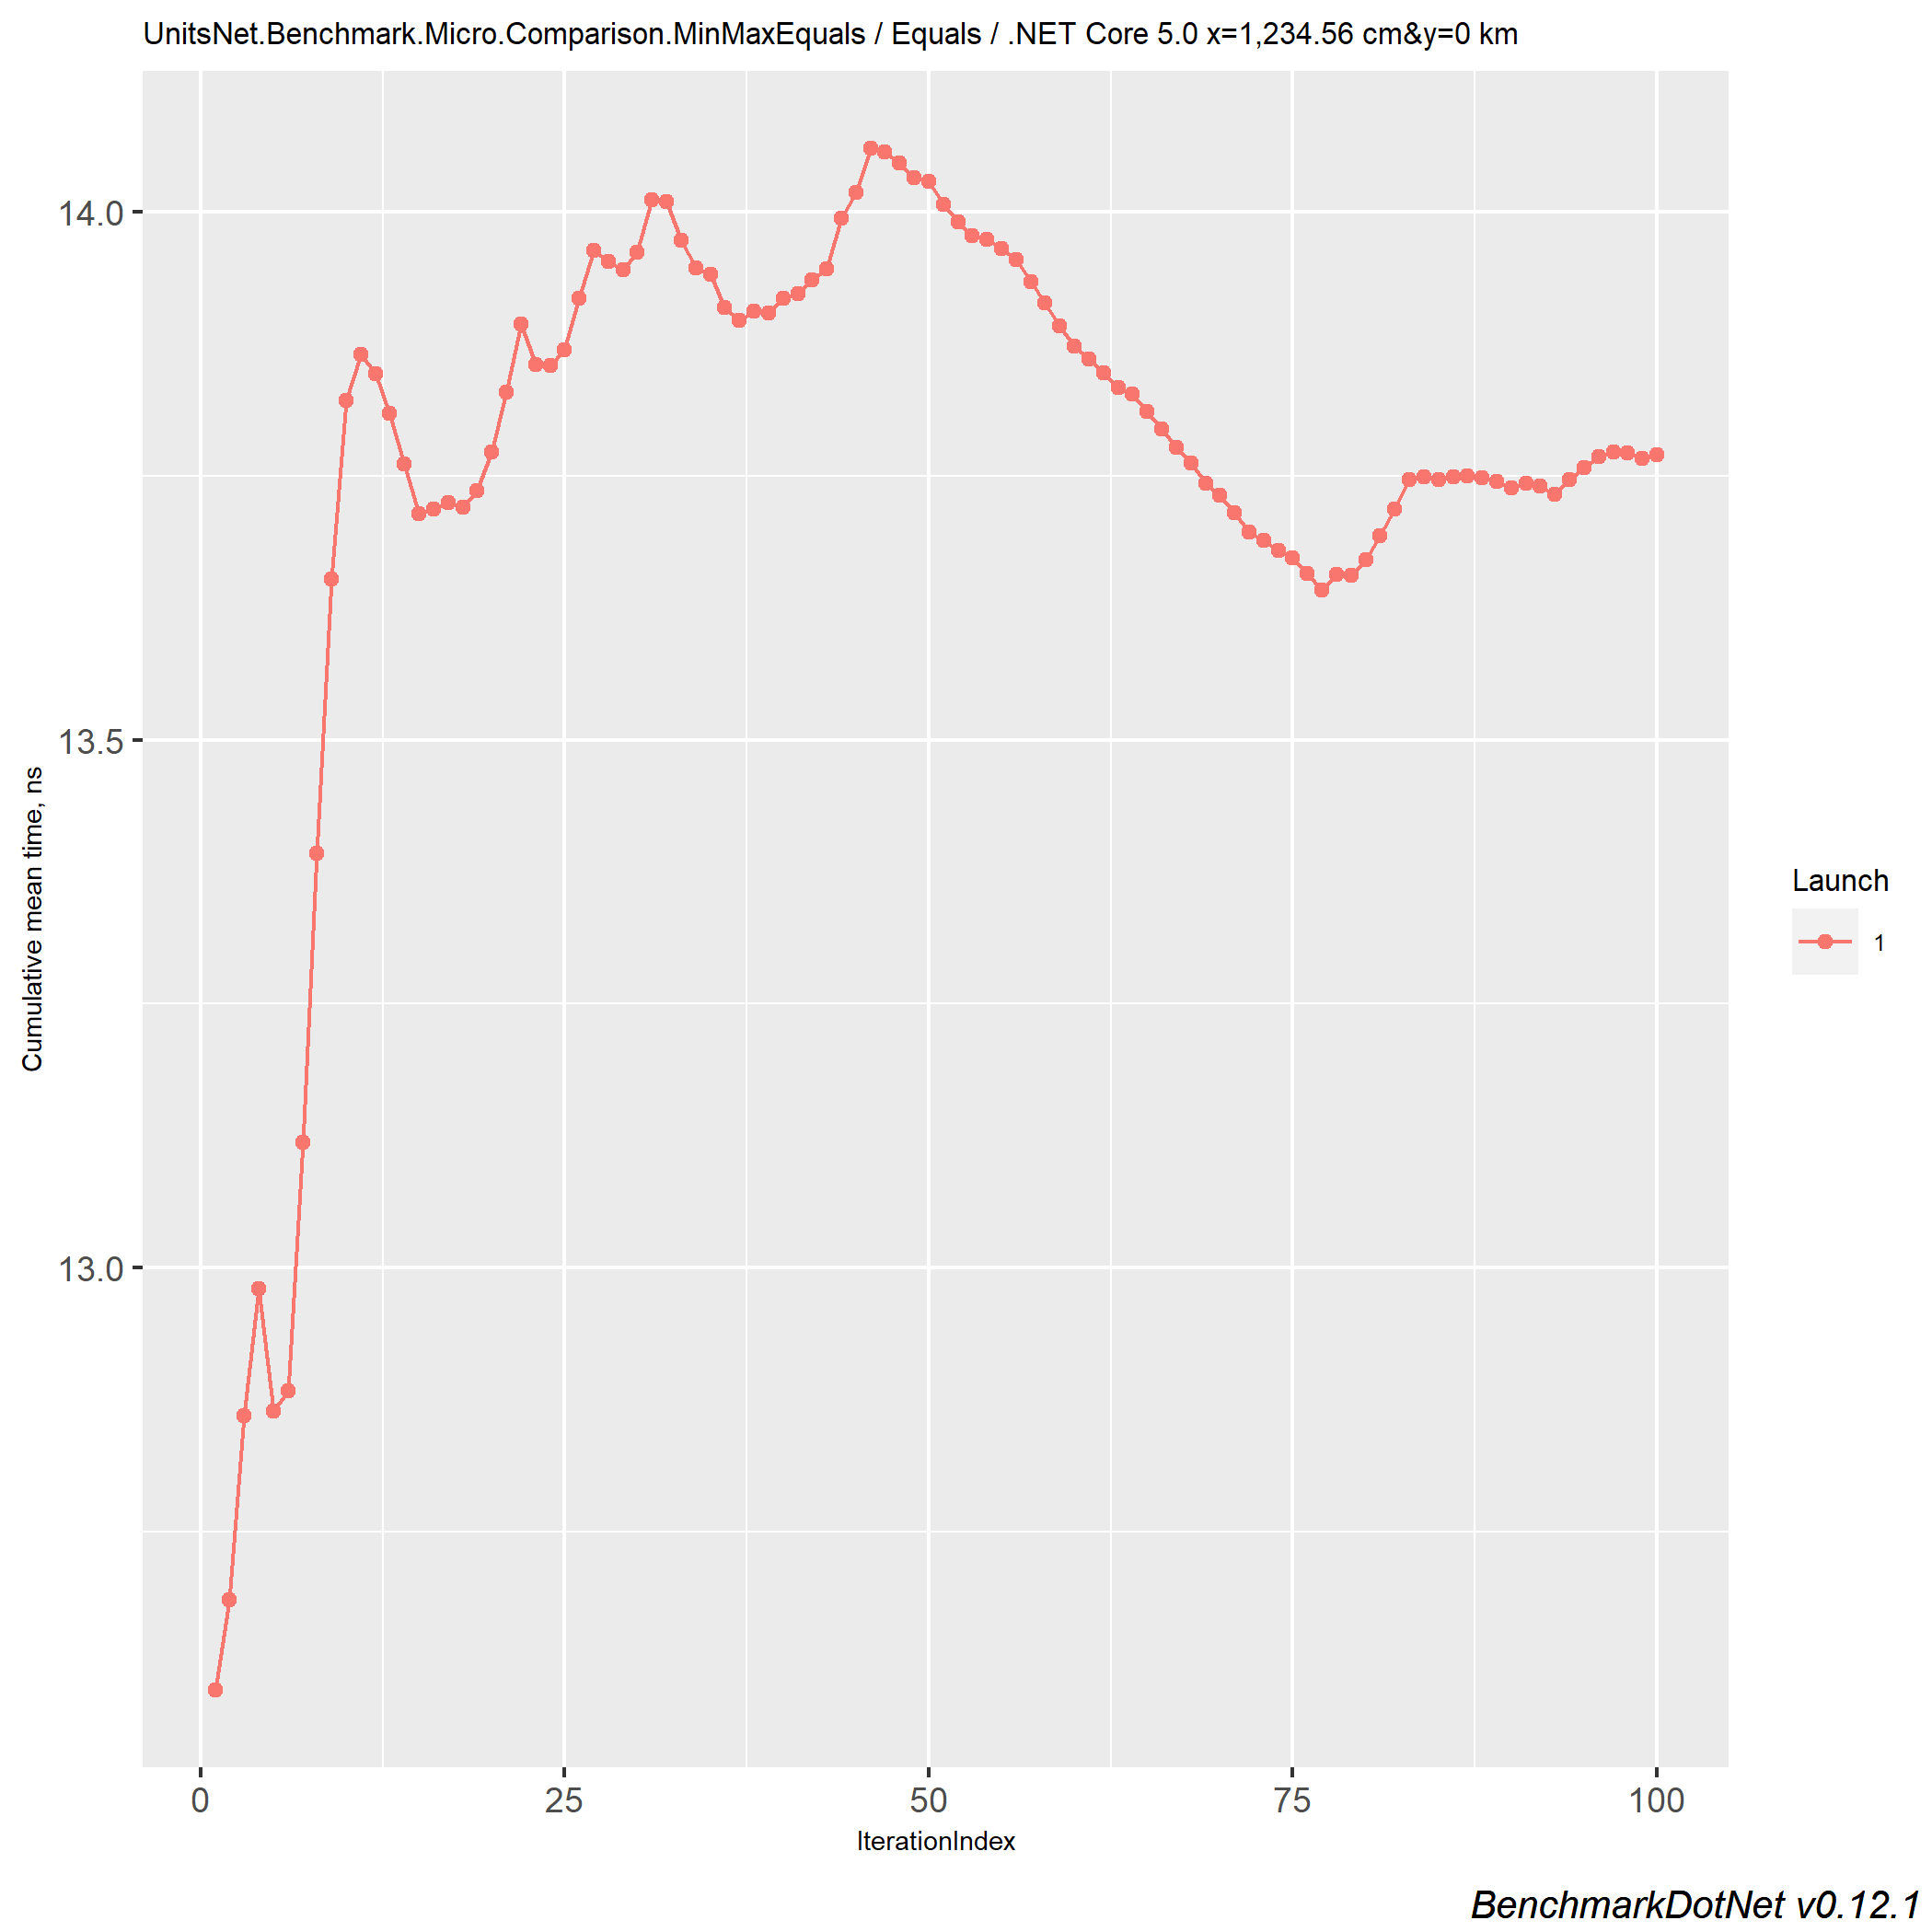 UnitsNet.Benchmark.Micro.Comparison.MinMaxEquals / Equals / .NET Core 5.0 x=1,234.56 cm&y=0 km
14.0
13.5
13.0
Cumulative mean time, ns
0 25 50 75 100
IterationIndex
Launch
1
BenchmarkDotNet v0.12.1